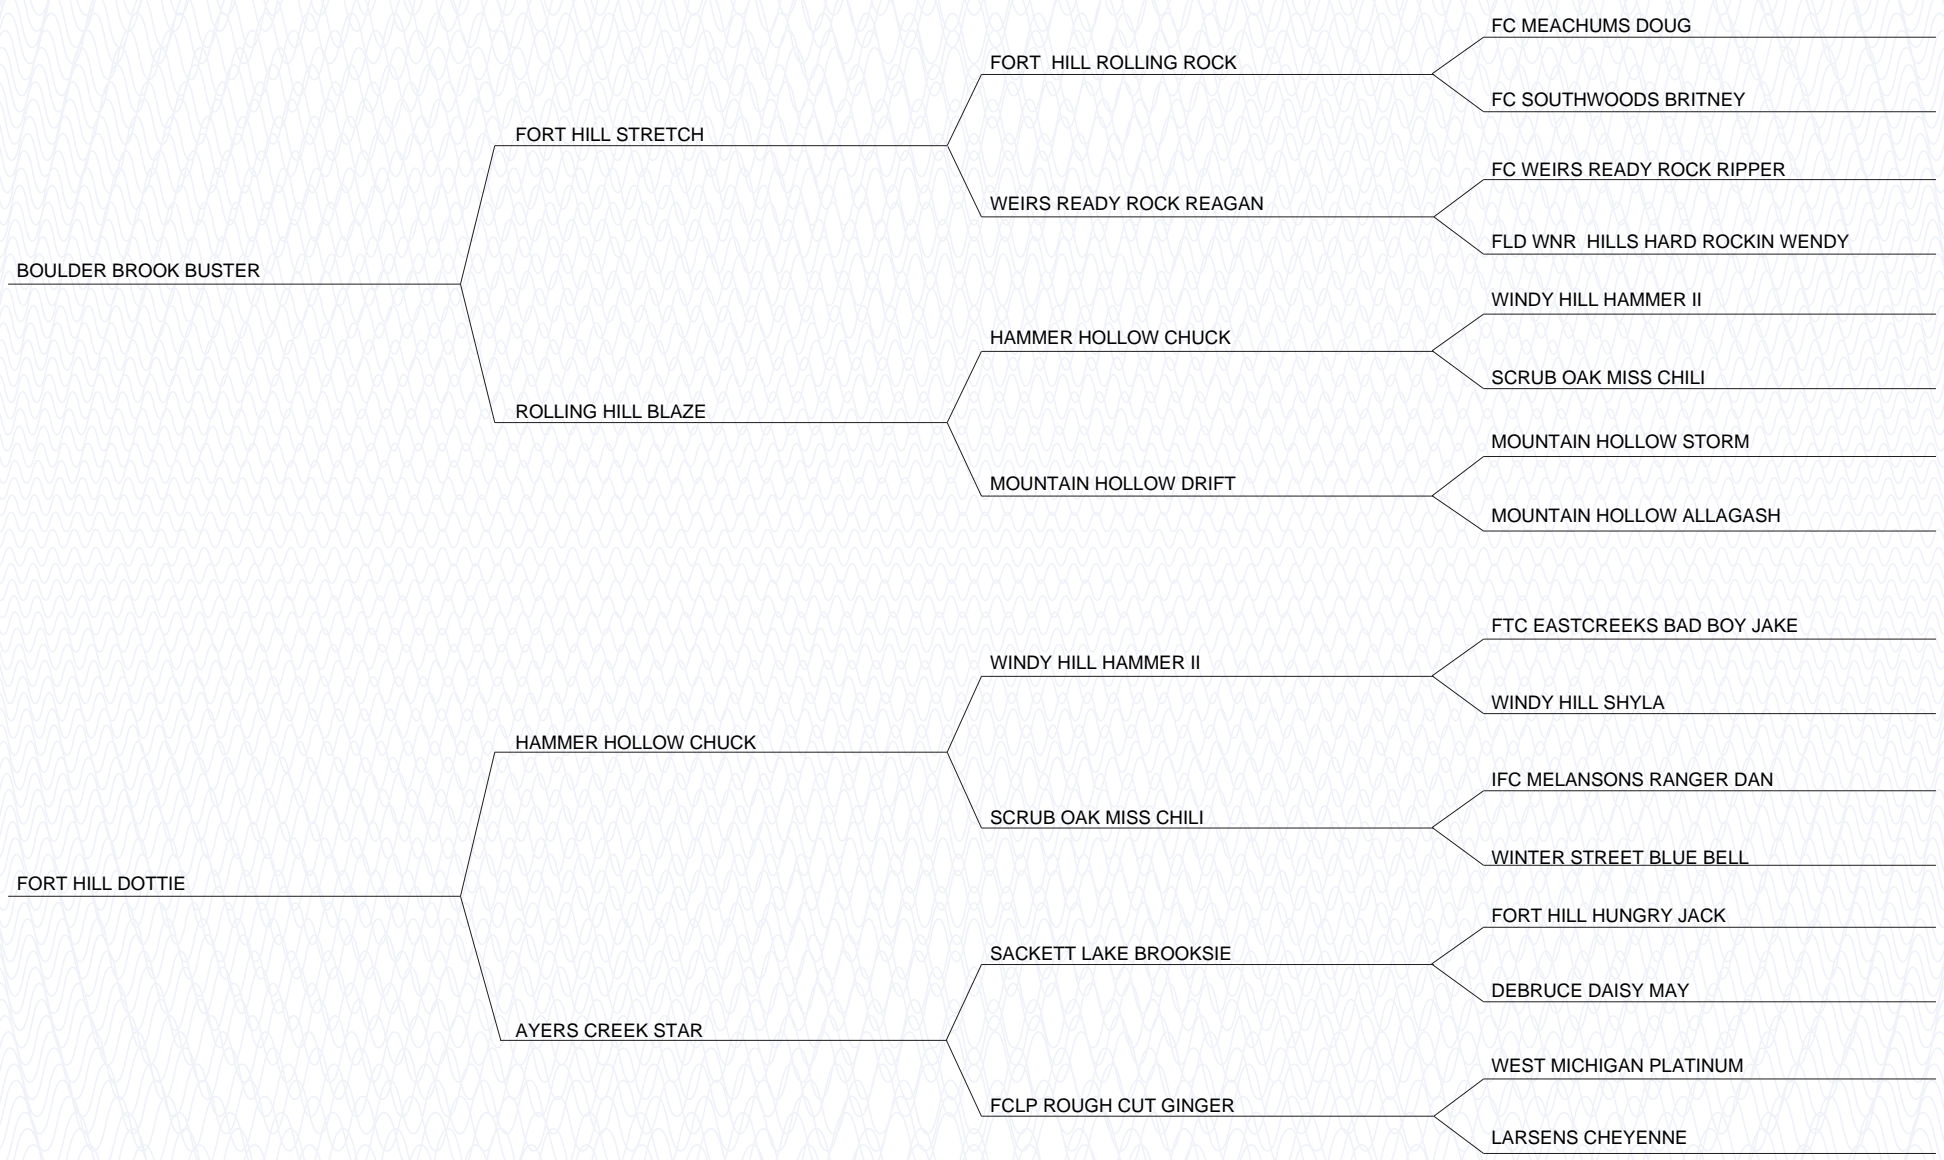 FC MEACHUMS DOUG
FORT  HILL ROLLING ROCK
FC SOUTHWOODS BRITNEY
FORT HILL STRETCH
FC WEIRS READY ROCK RIPPER
WEIRS READY ROCK REAGAN
FLD WNR  HILLS HARD ROCKIN WENDY
BOULDER BROOK BUSTER
WINDY HILL HAMMER II
HAMMER HOLLOW CHUCK
SCRUB OAK MISS CHILI
ROLLING HILL BLAZE
MOUNTAIN HOLLOW STORM
MOUNTAIN HOLLOW DRIFT
MOUNTAIN HOLLOW ALLAGASH
FTC EASTCREEKS BAD BOY JAKE
WINDY HILL HAMMER II
WINDY HILL SHYLA
HAMMER HOLLOW CHUCK
IFC MELANSONS RANGER DAN
SCRUB OAK MISS CHILI
WINTER STREET BLUE BELL
FORT HILL DOTTIE
FORT HILL HUNGRY JACK
SACKETT LAKE BROOKSIE
DEBRUCE DAISY MAY
AYERS CREEK STAR
WEST MICHIGAN PLATINUM
FCLP ROUGH CUT GINGER
LARSENS CHEYENNE